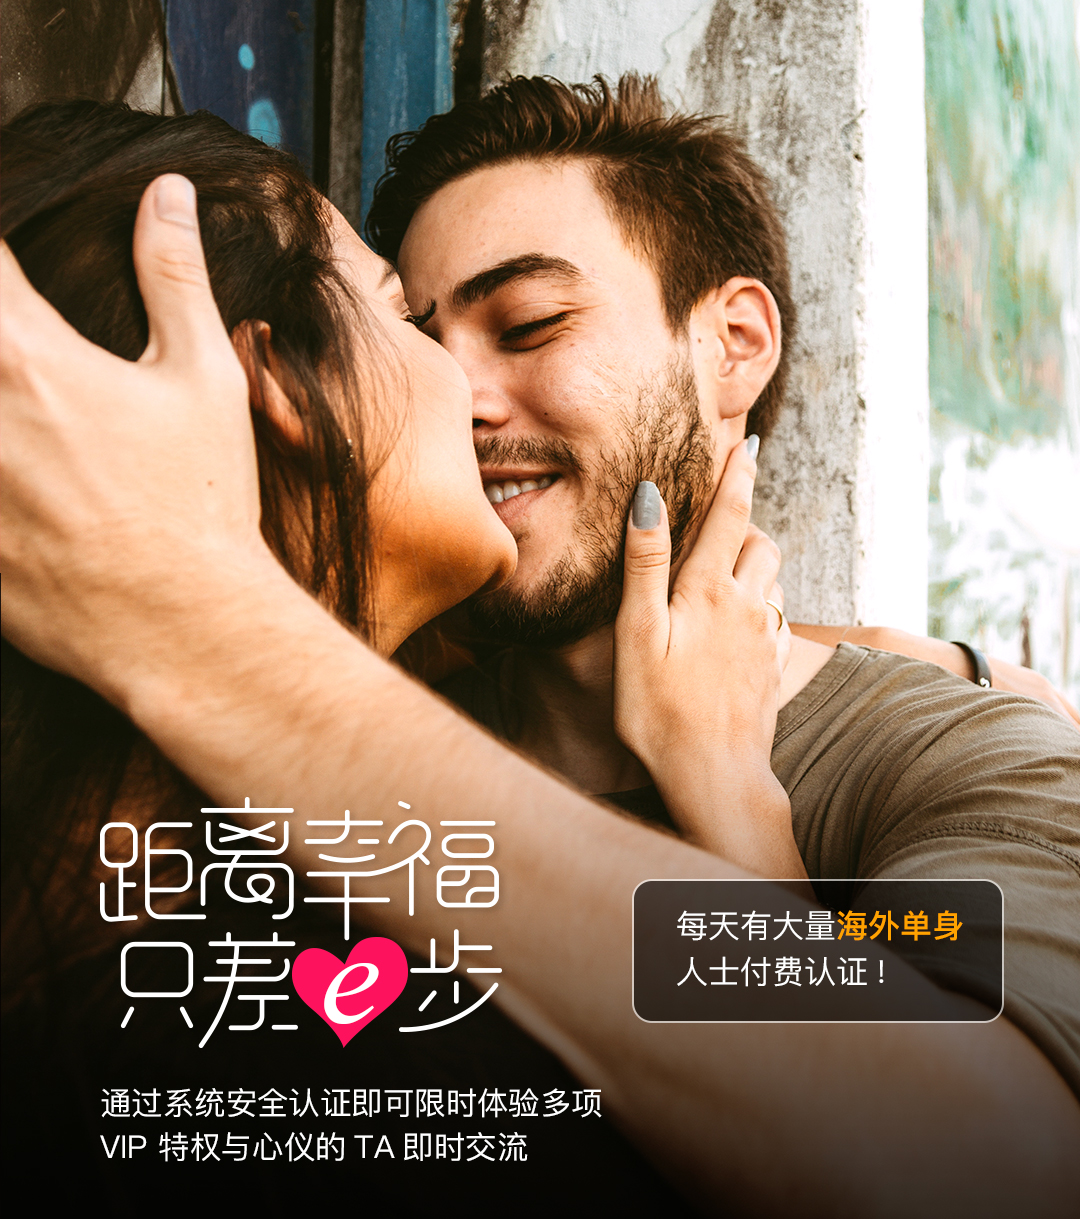 距离幸福
只差e步
每天有大量海外单身
人士付费认证！
通过系统安全认证即可限时体验多项
VIP 特权与心仪的 TA 即时交流